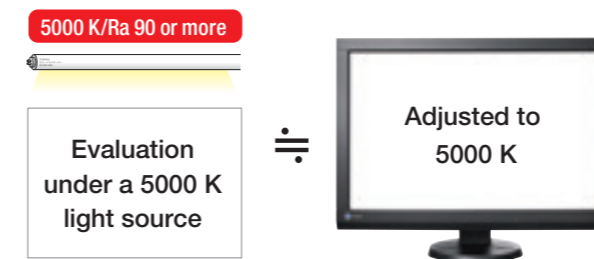 5000 K/Ra 90 or more
Evaluation
under a 5000 K
light source
≒
Adjusted to
5000 K